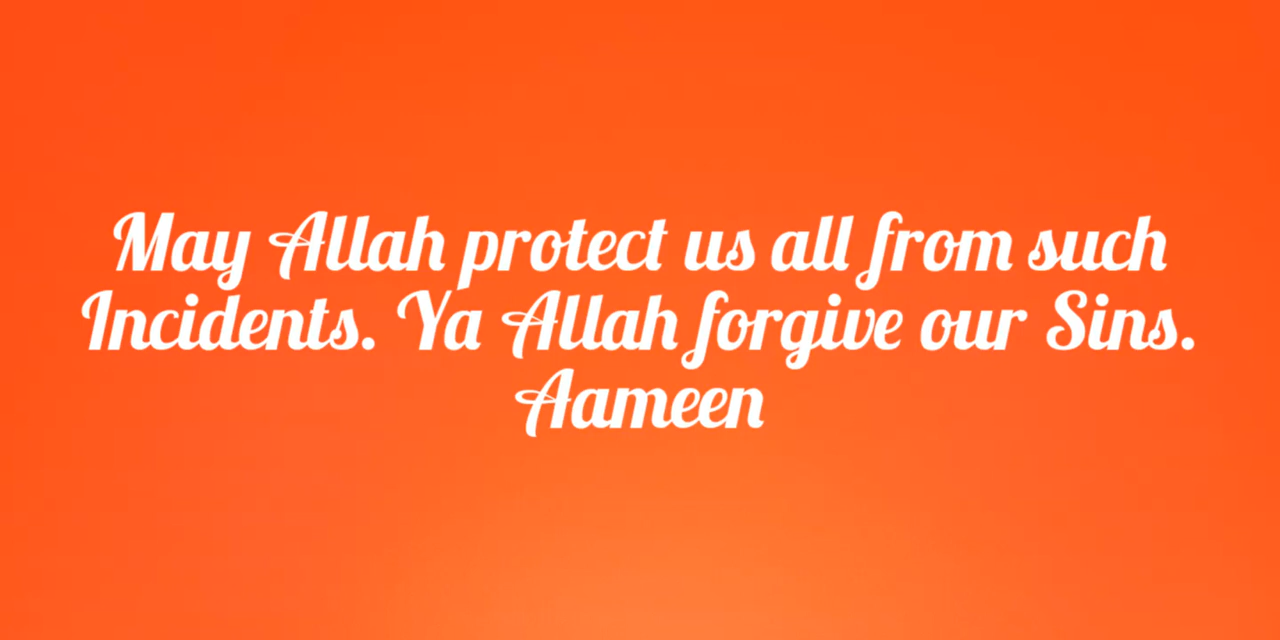 May Allah protect us all from such
Incidents. Ya Allah forgive our Sins.
Aameen